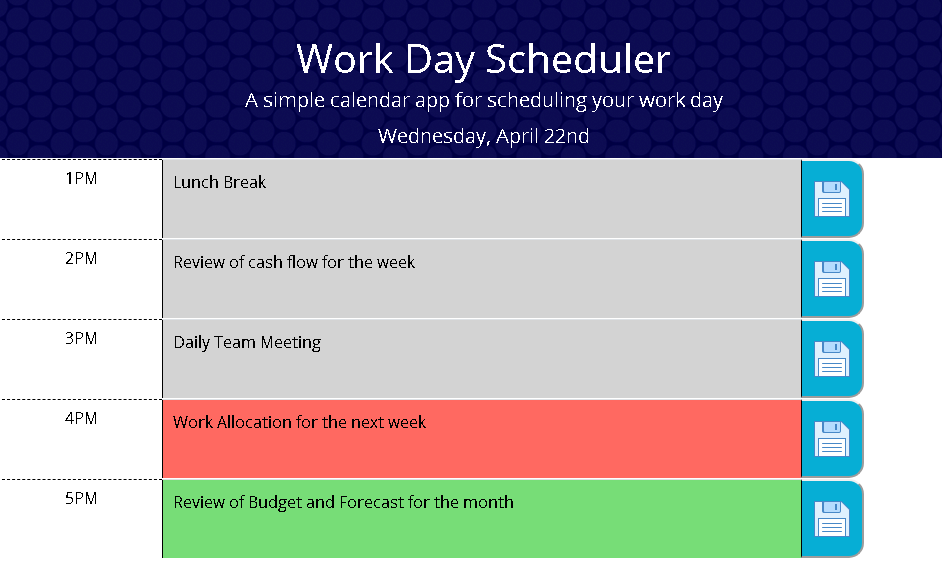 Work Day Scheduler
A simple calendar app for scheduling your work day
Wednesday, April 22nd
1PM
Lunch Break
2PM
Review of cash flow for the week
3PM
Daily Team Meeting
4PM
Work Allocation for the next week
5PM
Review of Budget and Forecast for the month